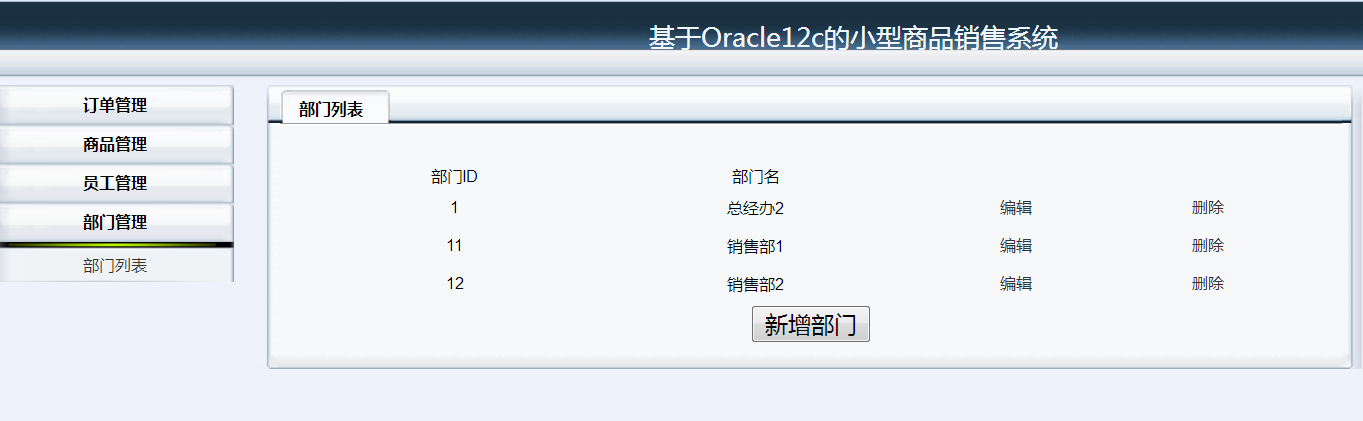 基于Oracle12c的小型商品销售系统
订单管理
商品管理
员工管理
部门管理
部门列表
部门列表
部门ID 部门名
1 总经办2 编辑 删除
11 销售部1 编辑 删除
12 销售部2 编辑 删除
新增部门